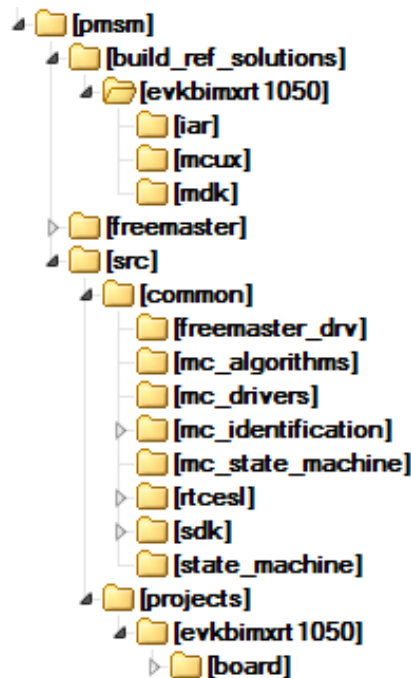 [pmsm]
[build_ref_solutions]
[evkbimxrt1050]
[iar]
[mcux]
[mdk]
[freemaster]
[src]
[common]
[freemaster_drv]
[mc_algorithms]
[mc_drivers]
[mc_identification]
[mc_state_machine]
[rtcesl]
[sdk]
[state_machine]
[projects]
[evkbimxrt1050]
[board]